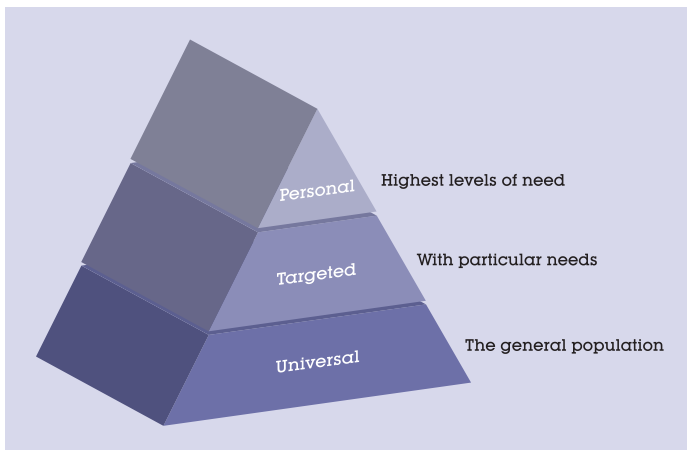 Personal
Highest levels of need
Targeted
With particular needs
Universal
The general population